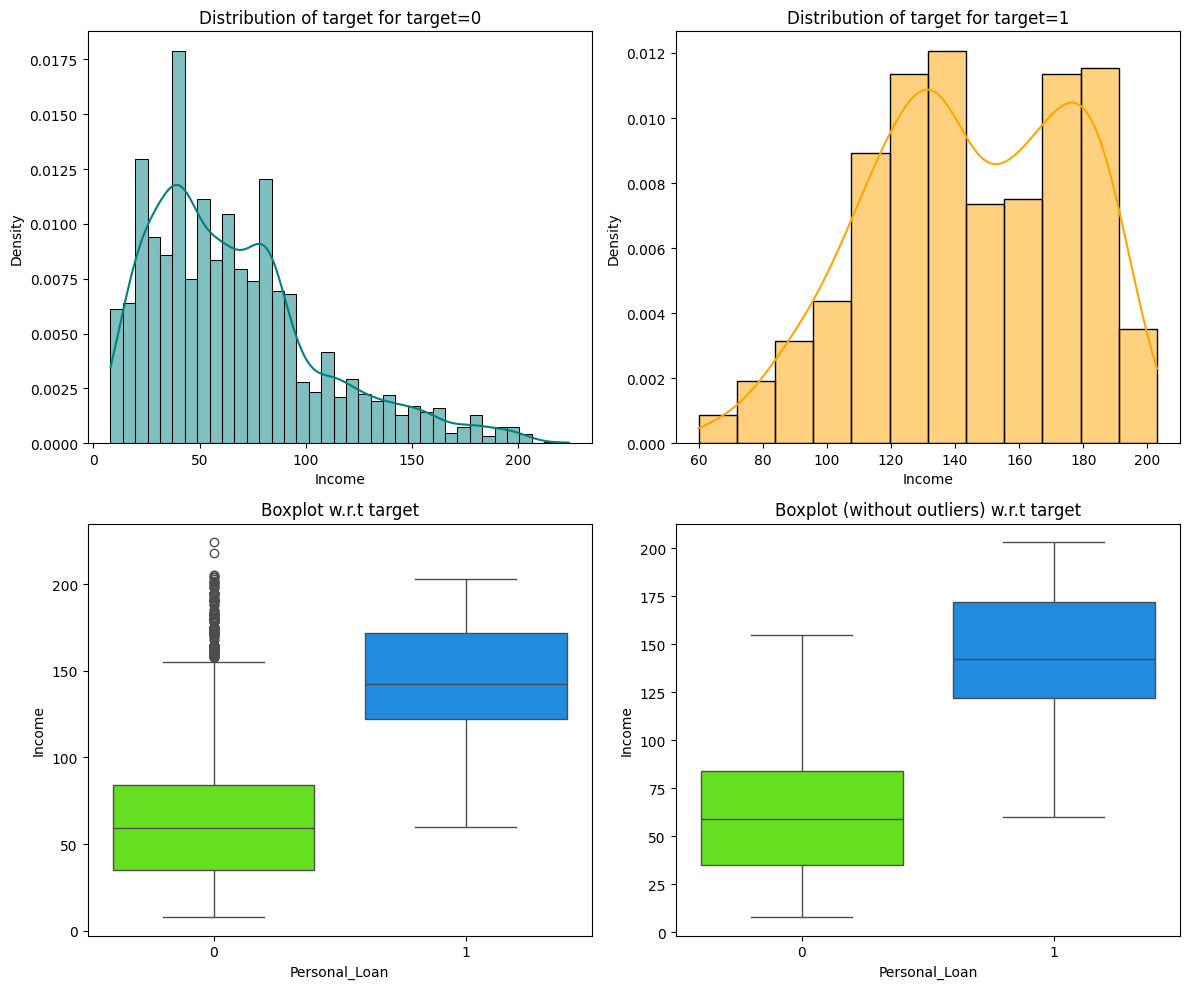 Distribution of target for target=0
0.0175
0.0150
0.0125
0.0100
0.0075
0.0050
0.0025
0.0000
Density
0 50 100 150 200
Income
Distribution of target for target=1
0.012
0.010
0.008
0.006
0.004
0.002
0.000
Density
60 80 100 120 140 160 180 200
Income
Boxplot w.r.t target
200
150
100
50
0
Income
0 1
Personal_Loan
Boxplot (without outliers) w.r.t target
200
175
150
125
100
75
50
25
0
Income
0 1
Personal_Loan